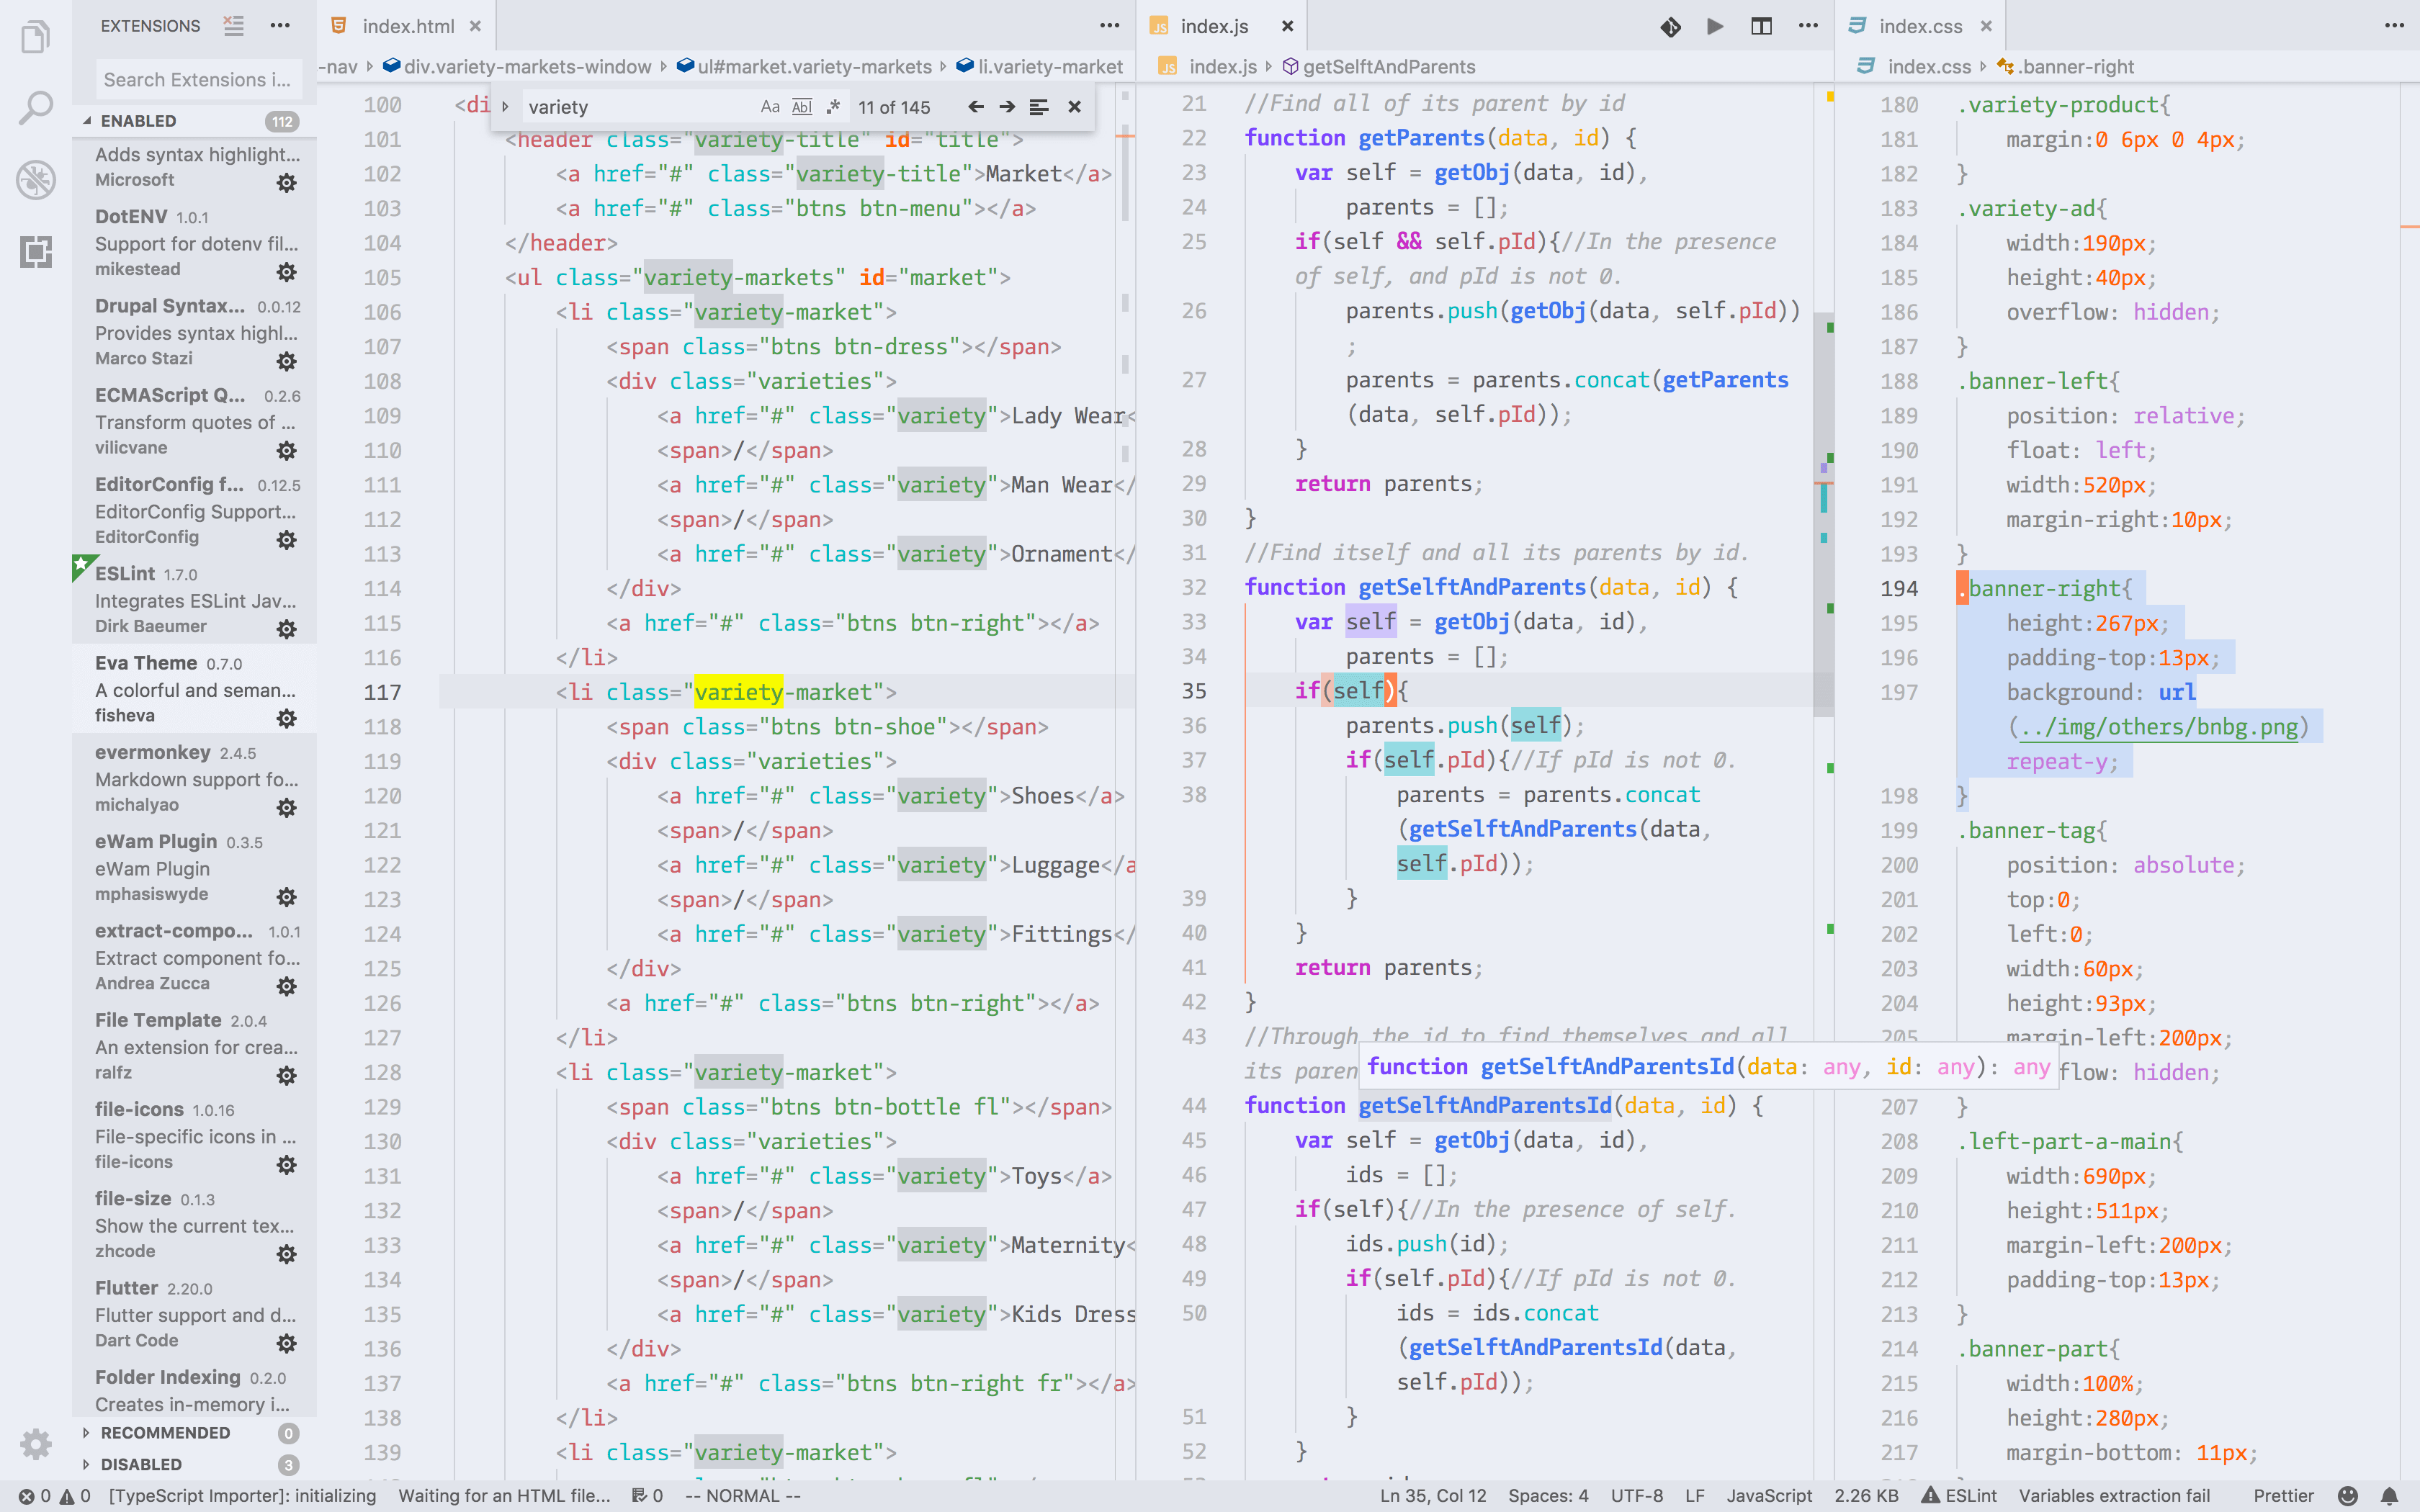 EXTENSIONS
Search Extensions i...
ENABLED 112
Adds syntax highlight...
Microsoft
DotENV 1.0.1
Support for dotenv fil...
mikestead
Drupal Syntax... 0.0.12
Provides syntax highl...
Marco Stazi
ECMAScript Q... 0.2.6
Transform quotes of ...
vilicvane
EditorConfig f... 0.12.5
EditorConfig Support...
EditorConfig
ESLint 1.7.0
Integrates ESLint Jav...
Dirk Baeumer
Eva Theme 0.7.0
A colorful and seman...
fisheva
evermonkey 2.4.5
Markdown support fo...
michalyao
eWam Plugin 0.3.5
eWam Plugin
mphasiswyde
extract-compo... 1.0.1
Extract component fo...
Andrea Zucca
File Template 2.0.4
An extension for crea...
ralfz
file-icons 1.0.16
File-specific icons in ...
file-icons
file-size 0.1.3
Show the current tex...
zhcode
Flutter 2.20.0
Flutter support and d...
Dart Code
Folder Indexing 0.2.0
Creates in-memory i...
RECOMMENDED 0
DISABLED 3
index.html
-nav div.variety-markets-window ul#market.variety-markets li.variety-market
variety Aa Abl .* 11 of 145
100 <di
101 <header class="variety-title" id="title">
102 <a href="#" class="variety-title">Market</a>
103 <a href="#" class="btns btn-menu"></a>
104 </header>
105 <ul class="variety-markets" id="market">
106 <li class="variety-market">
107 <span class="btns btn-dress"></span>
108 <div class="varieties">
109 <a href="#" class="variety">Lady Wear<
110 <span>/</span>
111 <a href="#" class="variety">Man Wear</
112 <span>/</span>
113 <a href="#" class="variety">Ornament</
114 </div>
115 <a href="#" class="btns btn-right"></a>
116 </li>
117 <li class="variety-market">
118 <span class="btns btn-shoe"></span>
119 <div class="varieties">
120 <a href="#" class="variety">Shoes</a>
121 <span>/</span>
122 <a href="#" class="variety">Luggage</a
123 <span>/</span>
124 <a href="#" class="variety">Fittings</
125 </div>
126 <a href="#" class="btns btn-right"></a>
127 </li>
128 <li class="variety-market">
129 <span class="btns btn-bottle fl"></span>
130 <div class="varieties">
131 <a href="#" class="variety">Toys</a>
132 <span>/</span>
133 <a href="#" class="variety">Maternity<
134 <span>/</span>
135 <a href="#" class="variety">Kids Dress
136 </div>
137 <a href="#" class="btns btn-right fr"></a>
138 </li>
139 <li class="variety-market">
index.js
index.js getSelftAndParents
21 //Find all of its parent by id
22 function getParents(data, id) {
23 var self = getObj(data, id),
24 parents = [];
25 if(self && self.pId){//In the presence
of self, and pId is not 0.
26 parents.push(getObj(data, self.pId))
;
27 parents = parents.concat(getParents
(data, self.pId));
28 }
29 return parents;
30 }
31 //Find itself and all its parents by id.
32 function getSelftAndParents(data, id) {
33 var self = getObj(data, id),
34 parents = [];
35 if(self){
36 parents.push(self);
37 if(self.pId){//If pId is not 0.
38 parents = parents.concat
(getSelftAndParents(data,
self.pId));
39 }
40 }
41 return parents;
42 }
43 //Through the id to find themselves and all
its paren
function getSelftAndParentsId(data: any, id: any): any
44 function getSelftAndParentsId(data, id) {
45 var self = getObj(data, id),
46 ids = [];
47 if(self){//In the presence of self.
48 ids.push(id);
49 if(self.pId){//If pId is not 0.
50 ids = ids.concat
(getSelftAndParentsId(data,
self.pId));
51 }
52 }
index.css
index.css .banner-right
180 .variety-product{
181 margin:0 6px 0 4px;
182 }
183 .variety-ad{
184 width:190px;
185 height:40px;
186 overflow: hidden;
187 }
188 .banner-left{
189 position: relative;
190 float: left;
191 width:520px;
192 margin-right:10px;
193 }
194 .banner-right{
195 height:267px;
196 padding-top:13px;
197 background: url
(../img/others/bnbg.png)
repeat-y;
198 }
199 .banner-tag{
200 position: absolute;
201 top:0;
202 left:0;
203 width:60px;
204 height:93px;
205 margin-left:200px;
flow: hidden;
207 }
208 .left-part-a-main{
209 width:690px;
210 height:511px;
211 margin-left:200px;
212 padding-top:13px;
213 }
214 .banner-part{
215 width:100%;
216 height:280px;
217 margin-bottom: 11px;
0 0 [TypeScript Importer]: initializing Waiting for an HTML file... 0 -- NORMAL -- Ln 35, Col 12 Spaces: 4 UTF-8 LF JavaScript 2.26 KB ESLint Variables extraction fail Prettier